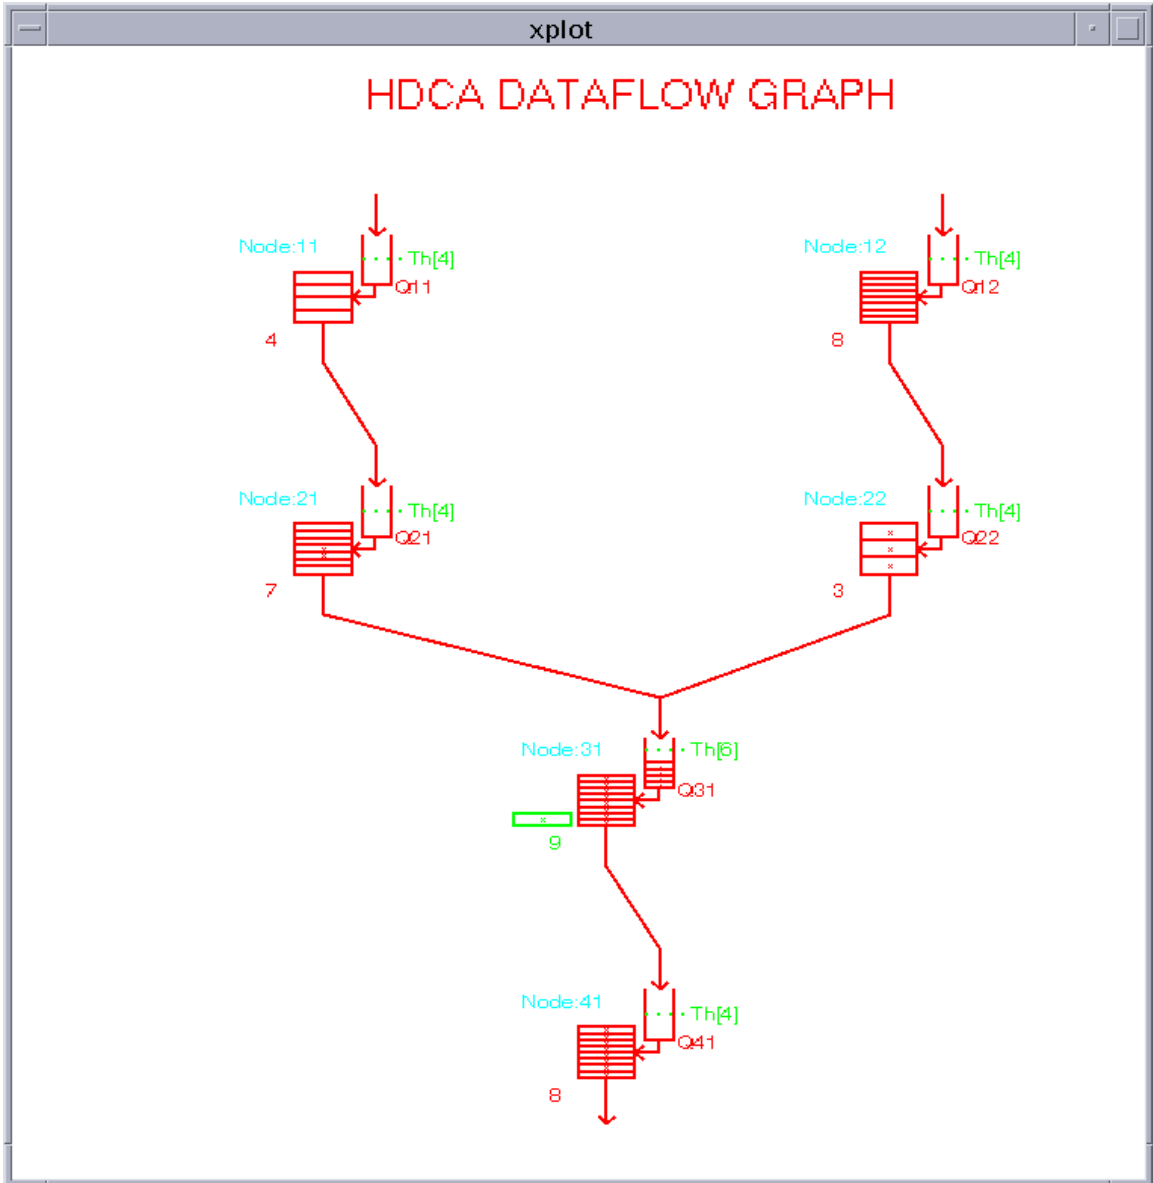 xplot
HDCA DATAFLOW GRAPH
Node:11
Th[4]
Q11
4
Node:12
Th[4]
Q12
8
Node:21
Th[4]
Q21
7
Node:22
Th[4]
Q22
3
Node:31
Th[6]
Q31
9
Node:41
Th[4]
Q41
8